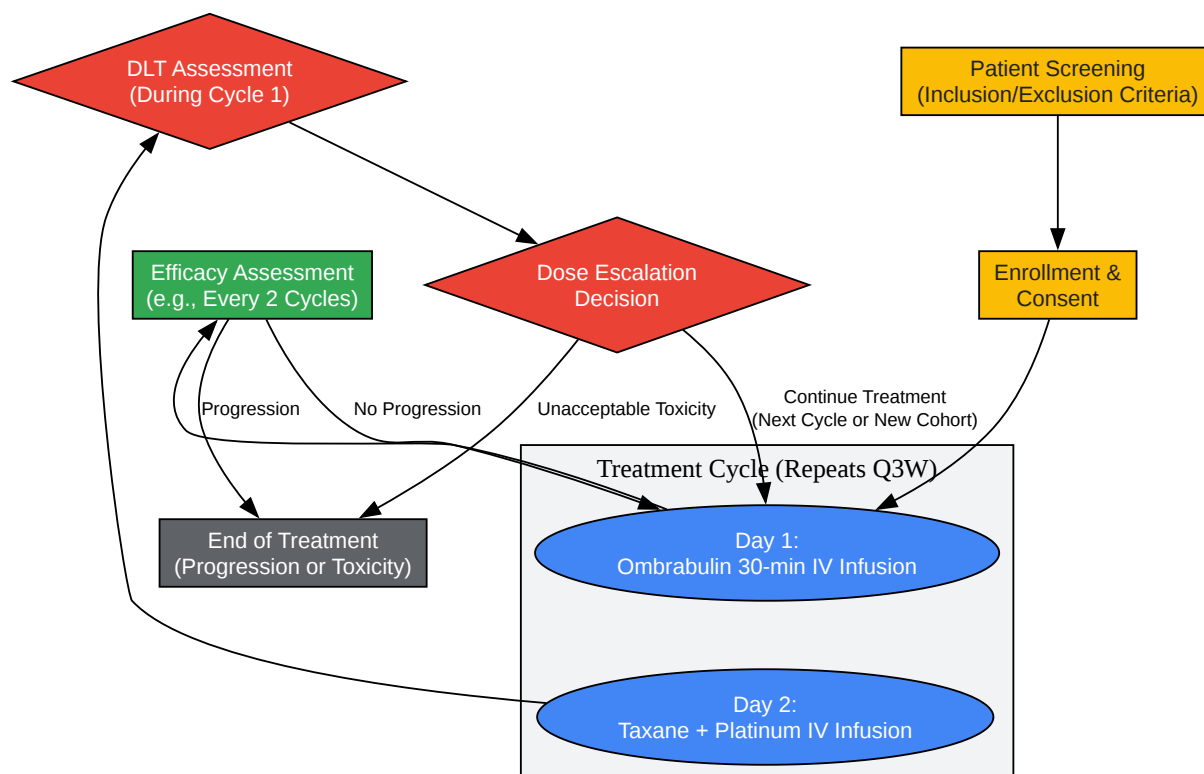 DLT Assessment
(During Cycle 1)
Patient Screening
(Inclusion/Exclusion Criteria)
Efficacy Assessment
(e.g., Every 2 Cycles)
Dose Escalation
Decision
Enrollment &
Consent
Progression
No Progression
Unacceptable Toxicity
Continue Treatment
(Next Cycle or New Cohort)
Treatment Cycle (Repeats Q3W)
End of Treatment
(Progression or Toxicity)
Day 1:
Ombrabulin 30-min IV Infusion
Day 2:
Taxane + Platinum IV Infusion